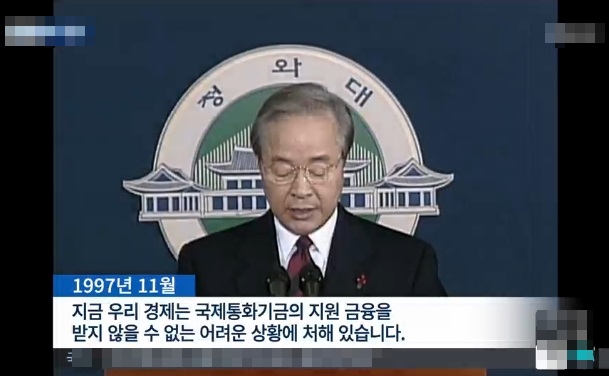 청와대
1997년 11월
지금 우리 경제는 국제통화기금의 지원 금융을
받지 않을 수 없는 어려운 상황에 처해 있습니다.